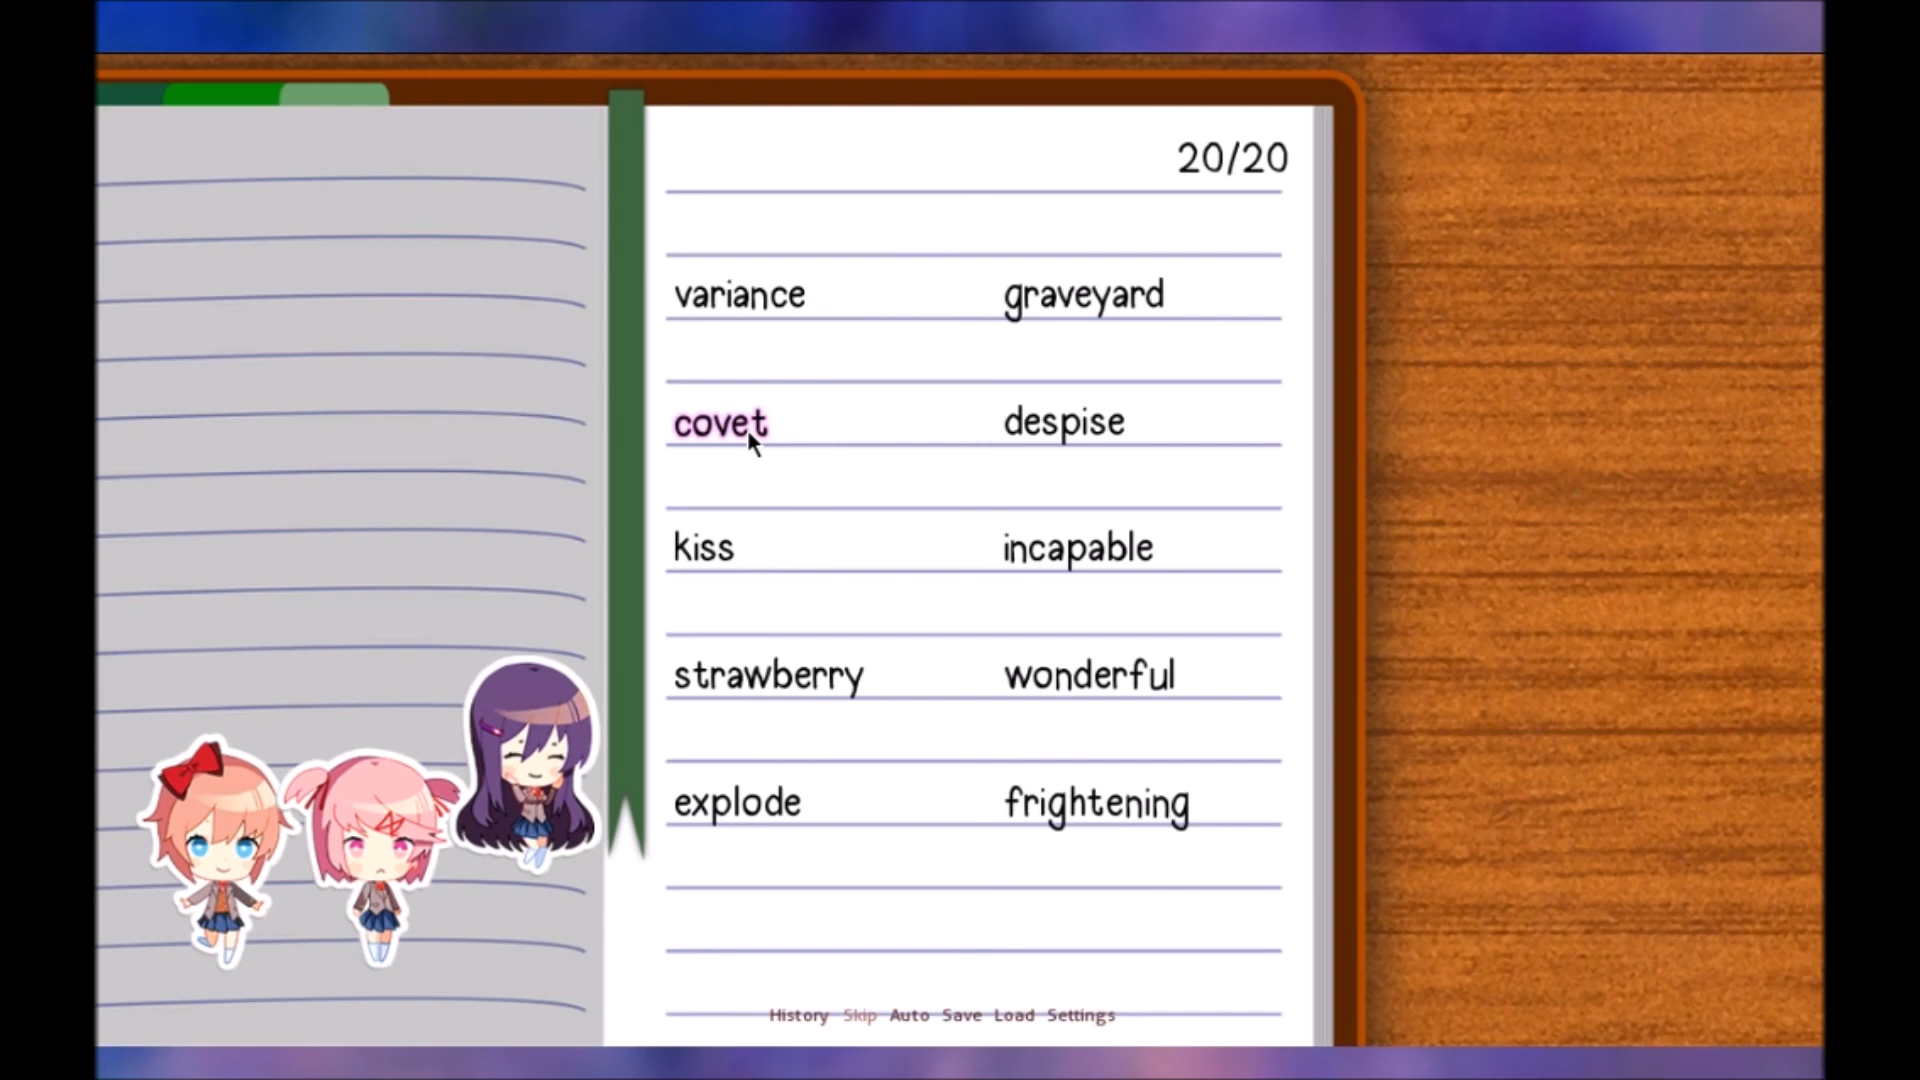 20/20
variance graveyard
covet despise
kiss incapable
strawberry wonderful
explode frightening
History Skip Auto Save Load Settings